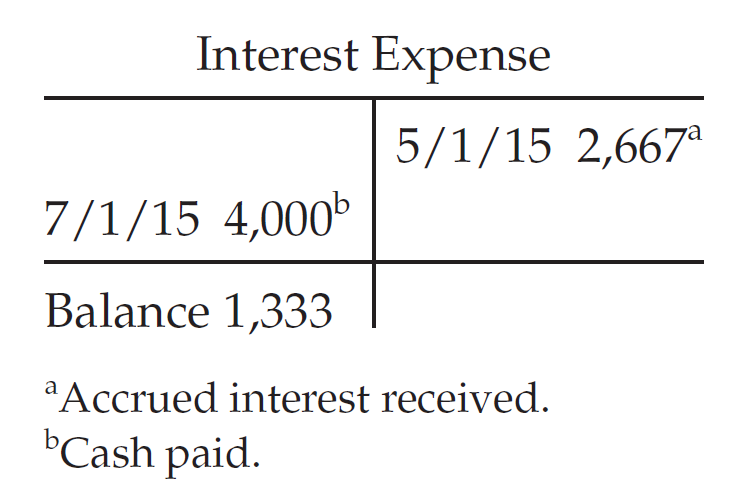 Interest Expense
5/1/15 2,667ᵃ
7/1/15 4,000ᵇ
Balance 1,333
ᵃAccrued interest received.
ᵇCash paid.